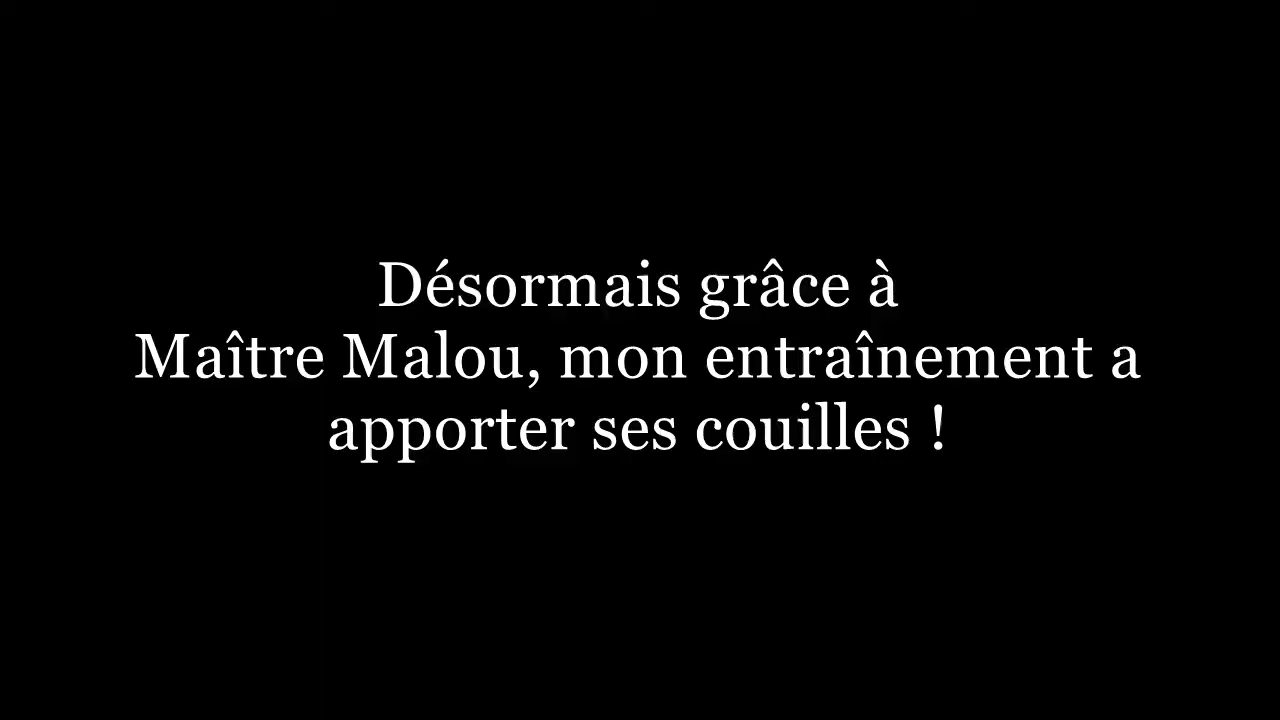 Désormais grâce à
Maître Malou, mon entraînement a
apporter ses couilles !